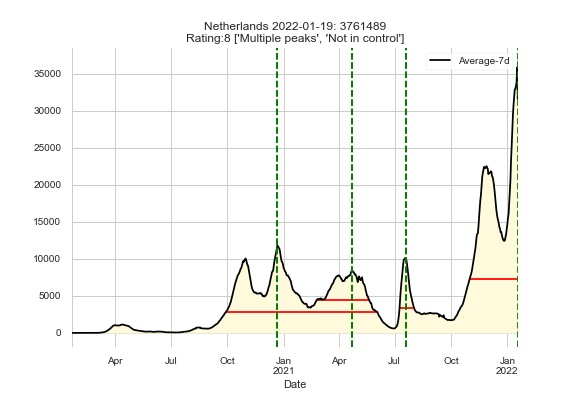 Netherlands 2022-01-19: 3761489
Rating:8 ['Multiple peaks', 'Not in control']
Average-7d
35000
30000
25000
20000
15000
10000
5000
0
Apr Jul Oct Jan Apr Jul Oct Jan
2021 2022
Date